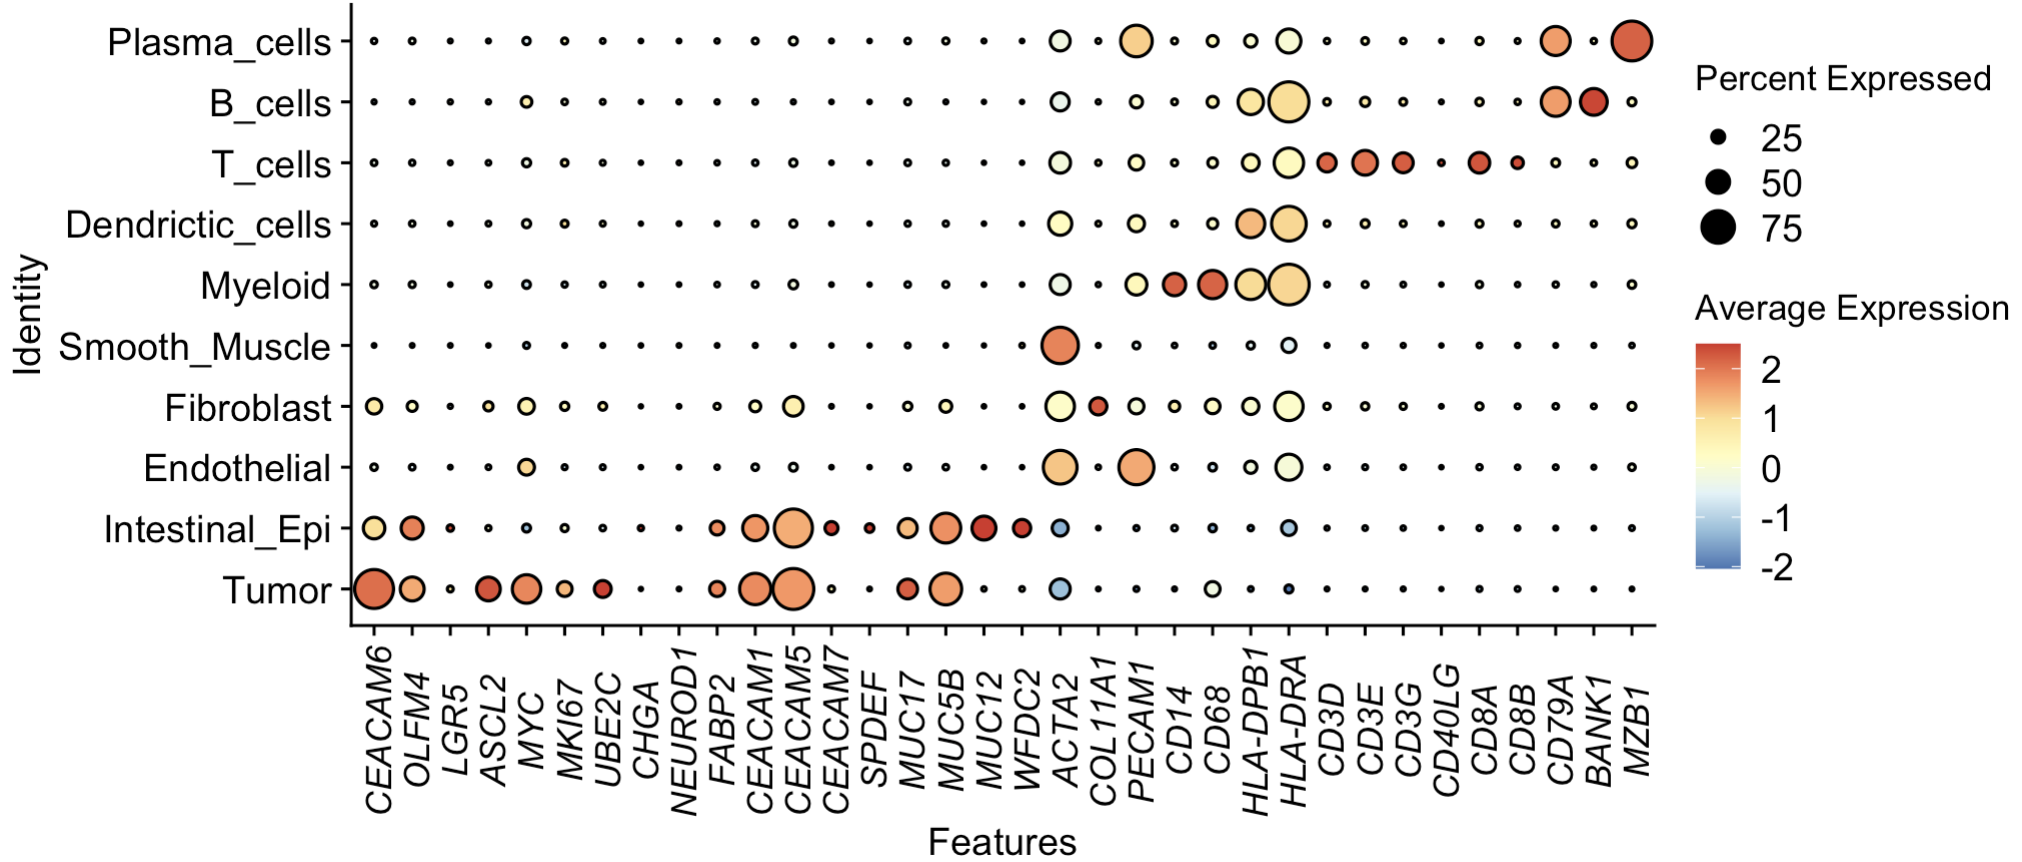 Plasma_cells
B_cells
T_cells
Dendrictic_cells
Myeloid
Smooth_Muscle
Fibroblast
Endothelial
Intestinal_Epi
Tumor
Identity
CEACAM6
OLFM4
LGR5
ASCL2
MYC
MKI67
UBE2C
CHGA
NEUROD1
FABP2
CEACAM1
CEACAM5
CEACAM7
SPDEF
MUC17
MUC5B
MUC12
WFDC2
ACTA2
COL11A1
PECAM1
CD14
CD68
HLA-DPB1
HLA-DRA
CD3D
CD3E
CD3G
CD40LG
CD8A
CD8B
CD79A
BANK1
MZB1
Features
Percent Expressed
25
50
75
Average Expression
2
1
0
-1
-2